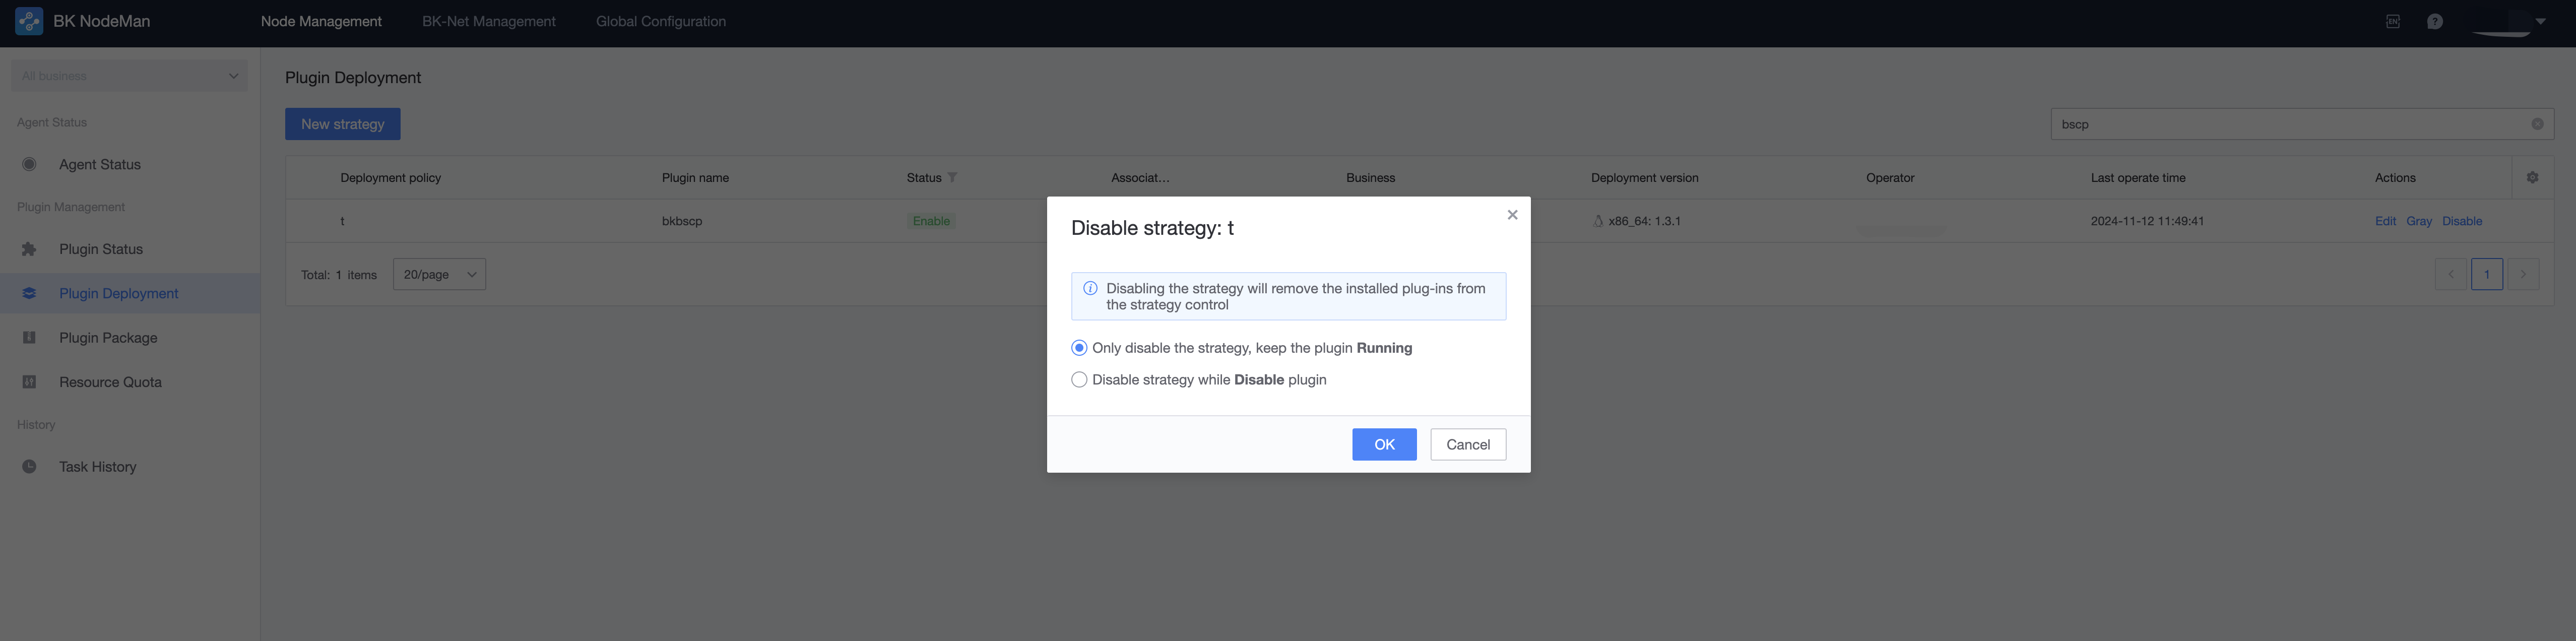 BK NodeMan
Node Management
BK-Net Management
Global Configuration
EN
?
All business
Agent Status
Agent Status
Plugin Management
Plugin Status
Plugin Deployment
Plugin Package
Resource Quota
History
Task History
Plugin Deployment
New strategy
bscp
Deployment policy Plugin name Status Associat... Business Deployment version Operator Last operate time Actions
t bkbscp Enable x86_64: 1.3.1 2024-11-12 11:49:41 Edit Gray Disable
Total: 1 items 20/page 1
Disable strategy: t
Disabling the strategy will remove the installed plug-ins from
the strategy control
Only disable the strategy, keep the plugin Running
Disable strategy while Disable plugin
OK Cancel